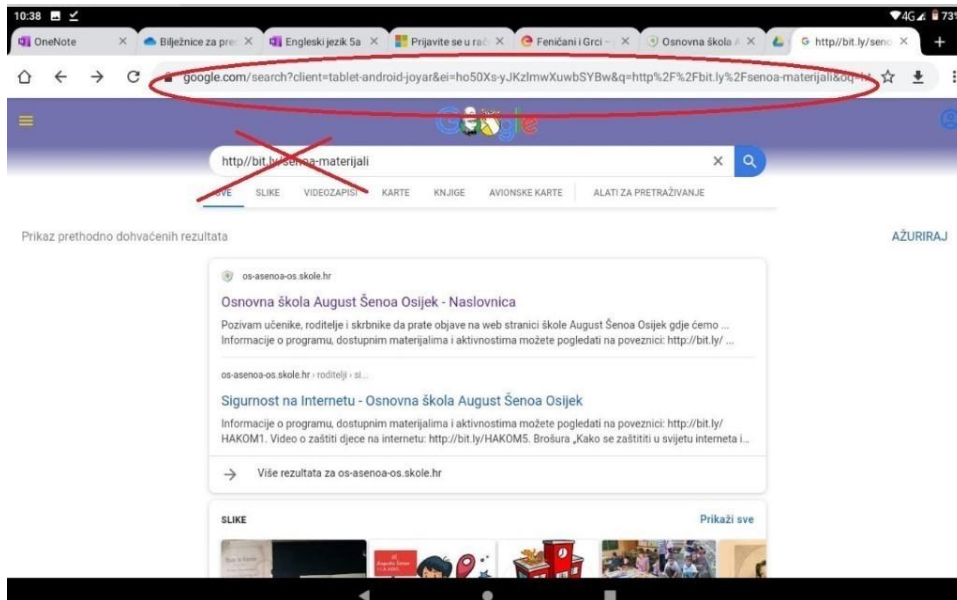 10:38
4G 73%
OneNote
Bilježnice za pre
Engleski jezik 5a
Prijavite se u rač
Feničani i Grci –
Osnovna škola A
http//bit.ly/seno
google.com/search?client=tablet-android-joyar&ei=ho50Xs-yJKzlmwXuwbSYBw&q=http%2F%2Fbit.ly%2Fsenoa-materijali&oq=
Google
http//bit.ly/senoa-materijali
SVE SLIKE VIDEOZAPISI KARTE KNJIGE AVIONSKE KARTE ALATI ZA PRETRAŽIVANJE
Prikaz prethodno dohvaćenih rezultata
AŽURIRAJ
os-asenoa-os.skole.hr
Osnovna škola August Šenoa Osijek - Naslovnica
Pozivam učenike, roditelje i skrbnike da prate objave na web stranici škole August Šenoa Osijek gdje ćemo ...
Informacije o programu, dostupnim materijalima i aktivnostima možete pogledati na poveznici: http://bit.ly/ ...
os-asenoa-os.skole.hr › roditelji › si...
Sigurnost na Internetu - Osnovna škola August Šenoa Osijek
Informacije o programu, dostupnim materijalima i aktivnostima možete pogledati na poveznici: http://bit.ly/
HAKOM1. Video o zaštiti djece na internetu: http://bit.ly/HAKOM5. Brošura „Kako se zaštititi u svijetu interneta i...
Više rezultata za os-asenoa-os.skole.hr
SLIKE
Prikaži sve